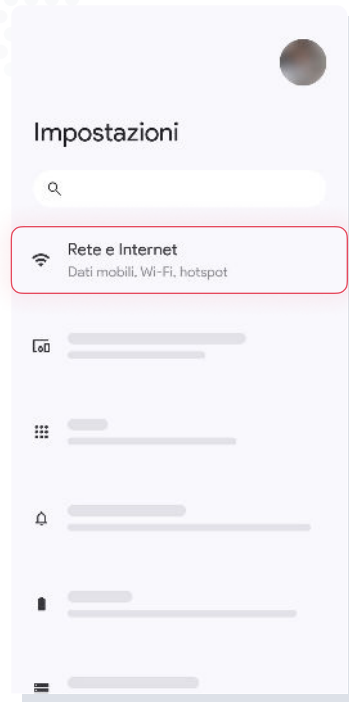 Impostazioni
Rete e Internet
Dati mobili, Wi-Fi, hotspot